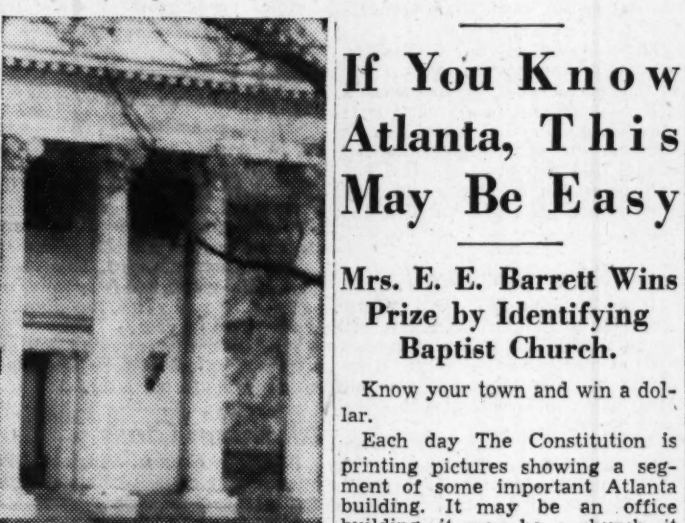 If You Know
Atlanta, This
May Be Easy
Mrs. E. E. Barrett Wins
Prize by Identifying
Baptist Church.
Know your town and win a dol-
lar.
Each day The Constitution is
printing pictures showing a seg-
ment of some important Atlanta
building. It may be an office